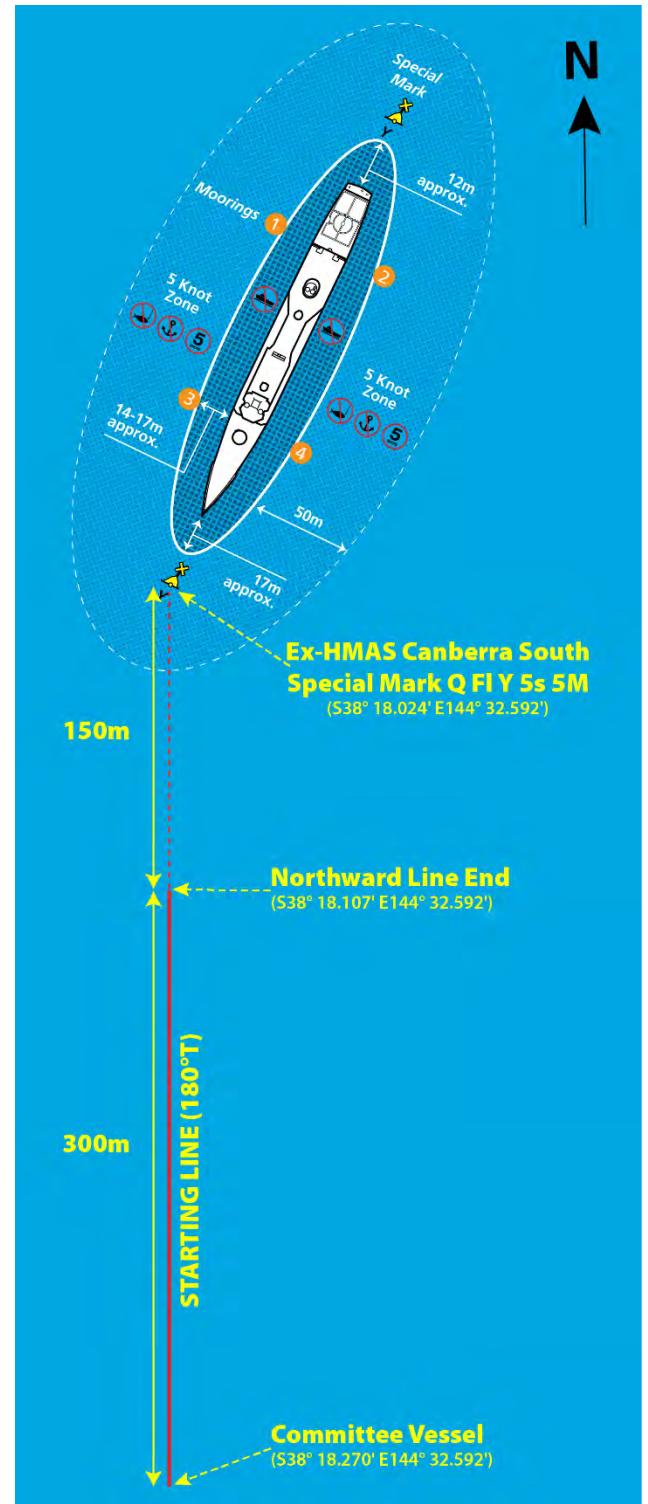 N
Special
Mark
Y
12m
approx.
Moorings
1
2
5 Knot
Zone
5
3
14-17m
approx.
5 Knot
Zone
5
4
50m
17m
approx.
Y
Ex-HMAS Canberra South
Special Mark Q Fl Y 5s 5M
(S38° 18.024' E144° 32.592')
150m
Northward Line End
(S38° 18.107' E144° 32.592')
STARTING LINE (180°T)
300m
Committee Vessel
(S38° 18.270' E144° 32.592')